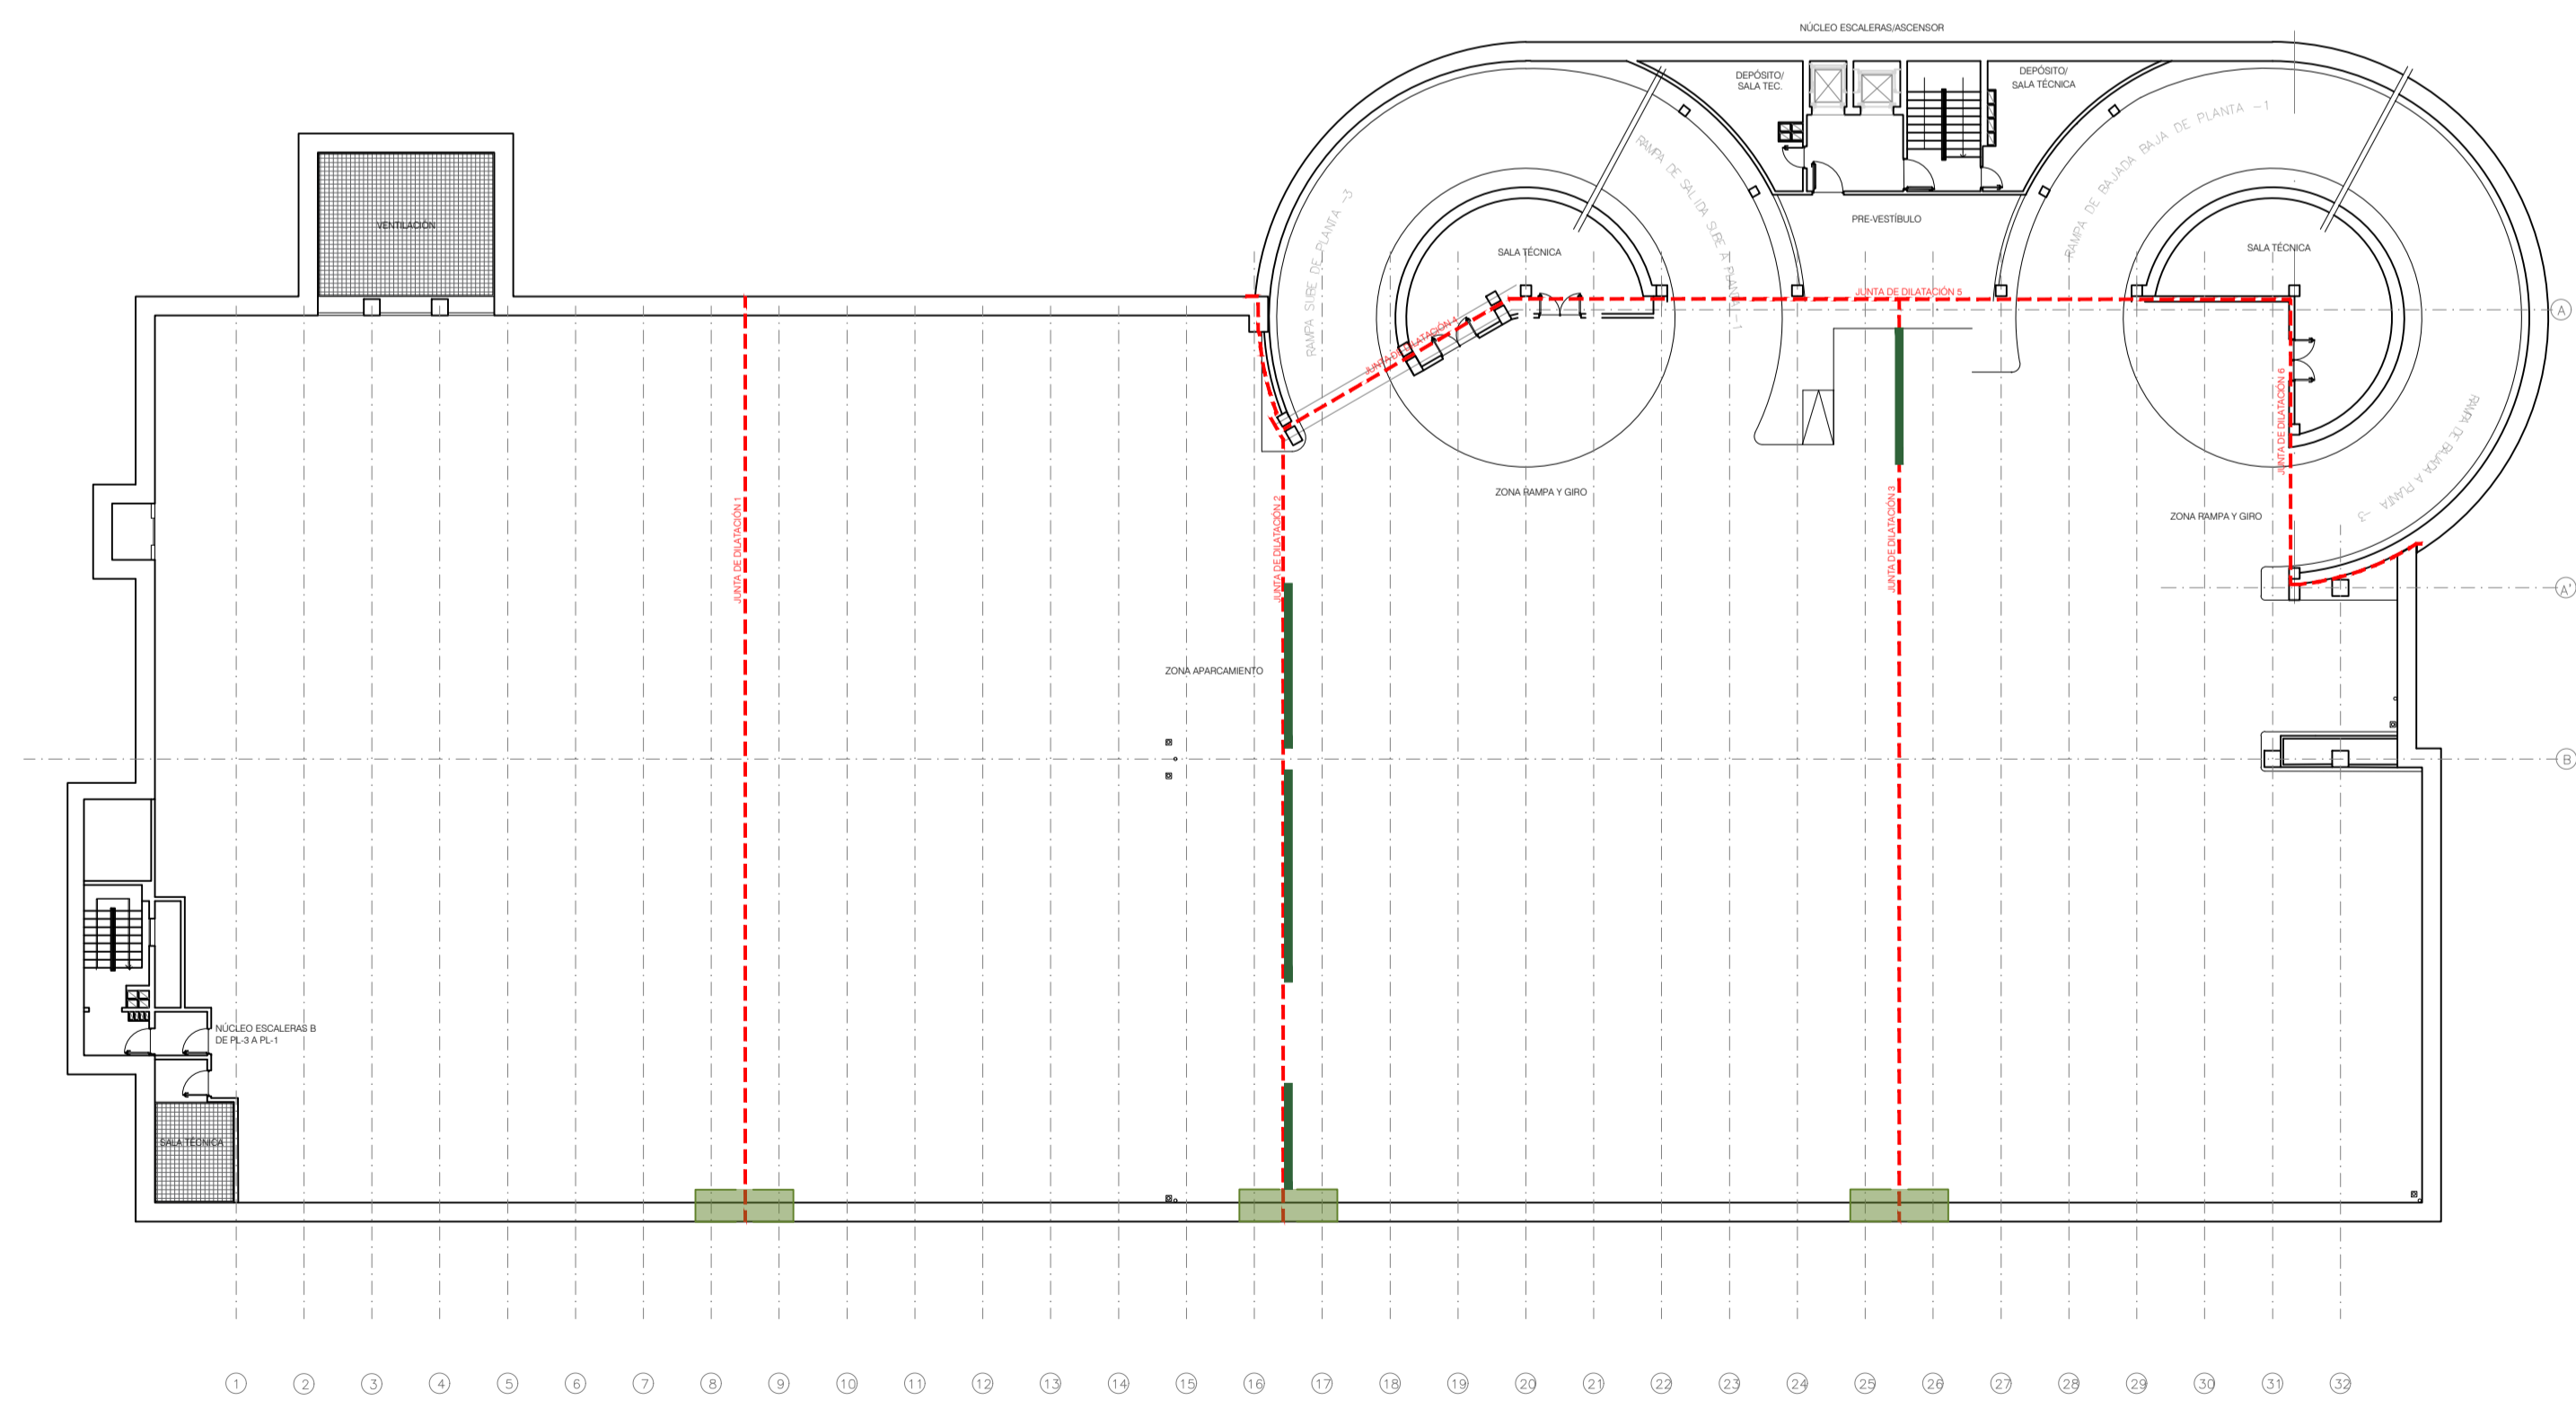 NÚCLEO ESCALERAS/ASCENSOR
DEPÓSITO/
SALA TEC.
DEPÓSITO/
SALA TÉCNICA
RAMPA DE BAJADA BAJA DE PLANTA -1
RAMPA DE SALIDA SUBE A PLANTA -1
RAMPA SUBE DE PLANTA -3
VENTILACIÓN
PRE-VESTÍBULO
SALA TÉCNICA
SALA TÉCNICA
JUNTA DE DILATACIÓN 5
JUNTA DE DILATACIÓN 4
JUNTA DE DILATACIÓN 6
A
RAMPA DE BAJADA A PLANTA -3
ZONA RAMPA Y GIRO
ZONA RAMPA Y GIRO
JUNTA DE DILATACIÓN 1
JUNTA DE DILATACIÓN 2
JUNTA DE DILATACIÓN 3
A'
ZONA APARCAMIENTO
B
NÚCLEO ESCALERAS B
DE PL-3 A PL-1
SALA TÉCNICA
1 2 3 4 5 6 7 8 9 10 11 12 13 14 15 16 17 18 19 20 21 22 23 24 25 26 27 28 29 30 31 32